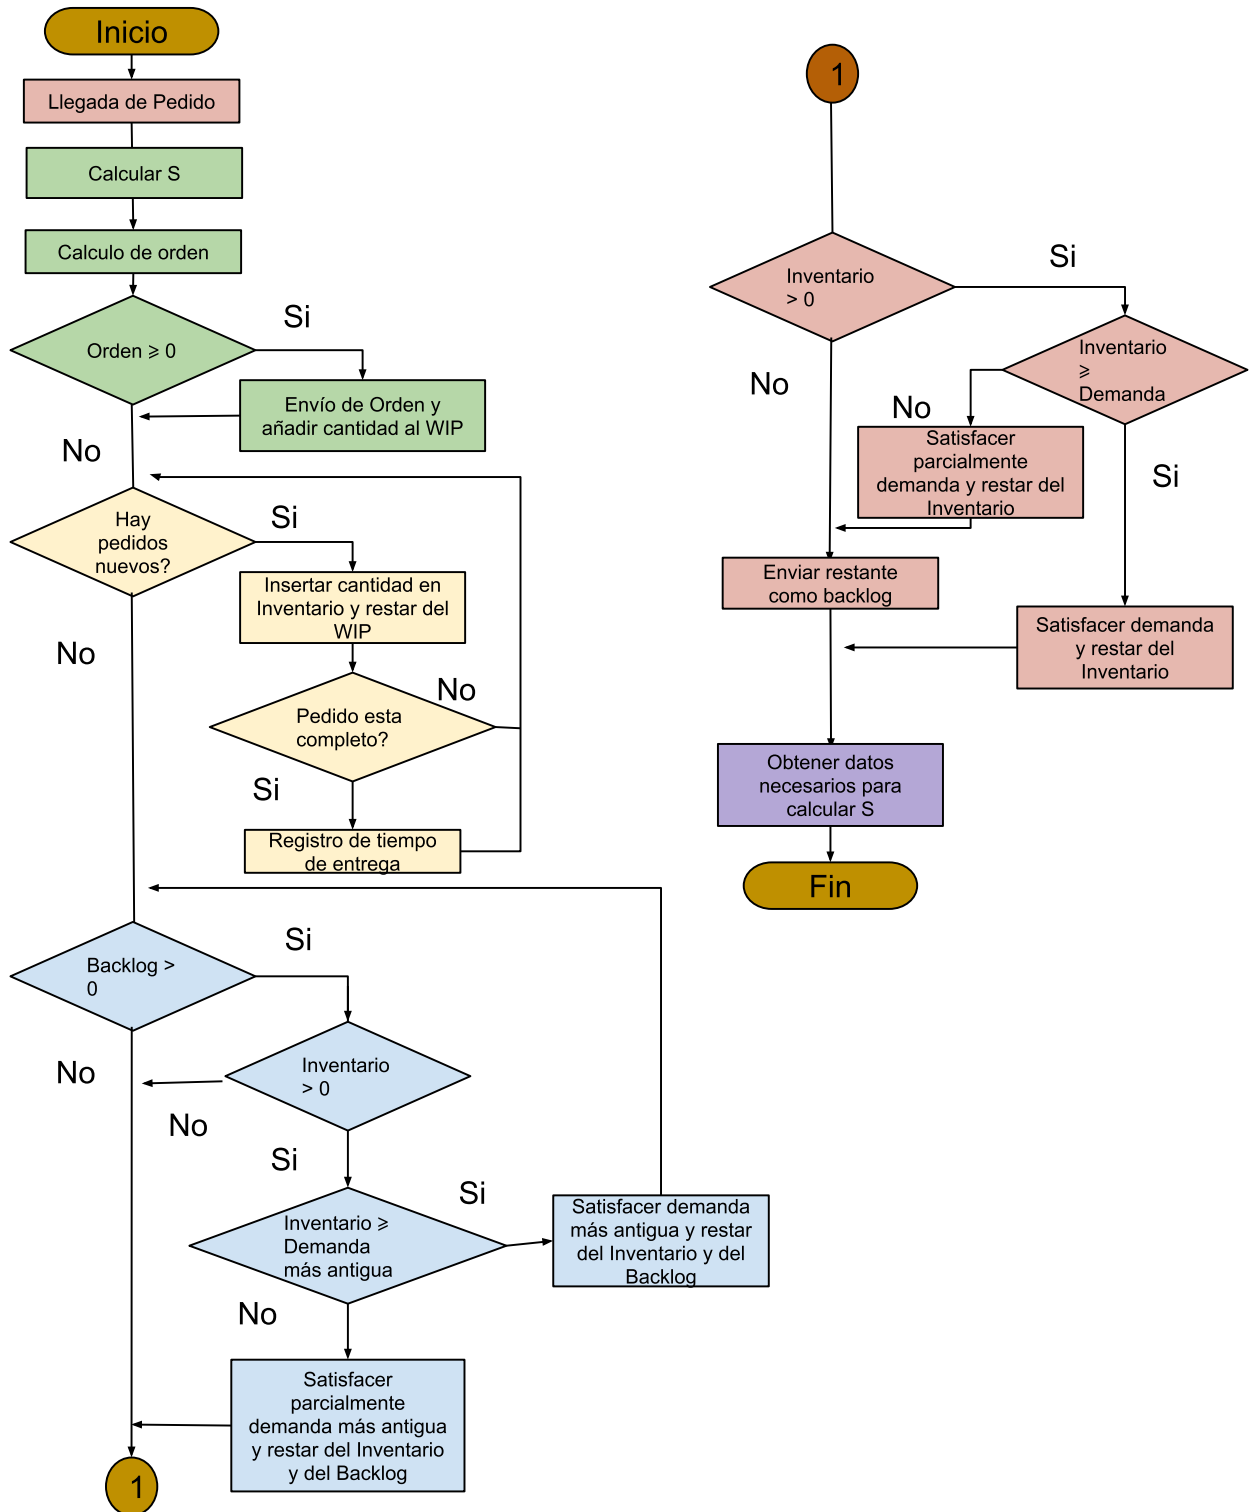 Inicio
Llegada de Pedido
Calcular S
Calculo de orden
Orden ⩾ 0
Si
Envío de Orden y
añadir cantidad al WIP
No
Hay
pedidos
nuevos?
Si
Insertar cantidad en
Inventario y restar del
WIP
No
Pedido esta
completo?
No
Si
Registro de tiempo
de entrega
Backlog >
0
Si
No
Inventario
> 0
No
Si
Inventario ⩾
Demanda
más antigua
Si
Satisfacer demanda
más antigua y restar
del Inventario y del
Backlog
No
Satisfacer
parcialmente
demanda más antigua
y restar del Inventario
y del Backlog
1
1
Inventario
> 0
Si
No
Inventario
⩾
Demanda
No
Satisfacer
parcialmente
demanda y restar del
Inventario
Si
Enviar restante
como backlog
Satisfacer demanda
y restar del
Inventario
Obtener datos
necesarios para
calcular S
Fin